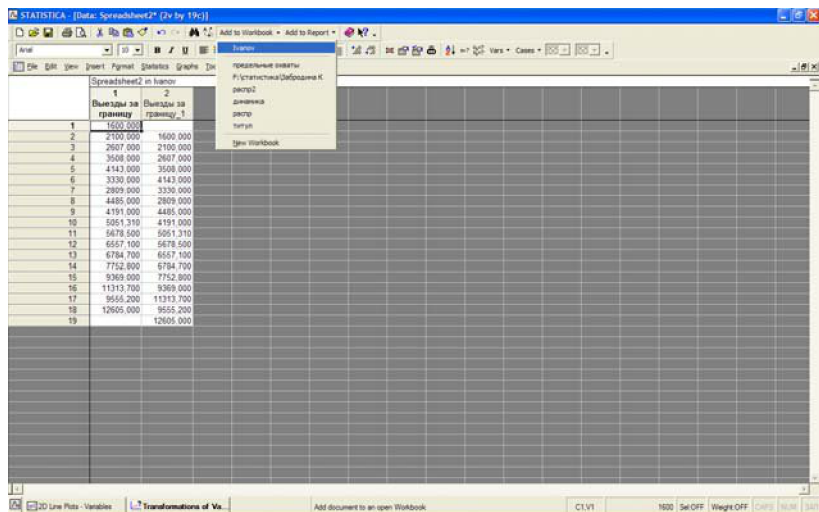 STATISTICA - [Data: Spreadsheet2* (2v by 19c)]
Add to Workbook Add to Report
Arial 10 B I U Vars Cases
File Edit View Insert Format Statistics Graphs
Ivanov
предельные охваты
F:\статистика\Забродина К.
распр2
динамика
распр
титул
New Workbook
Spreadsheet2 in Ivanov
1 2
Выезды за Выезды за
границу границу_1
1 1600,000
2 2100,000 1600,000
3 2607,000 2100,000
4 3508,000 2607,000
5 4143,000 3508,000
6 3330,000 4143,000
7 2809,000 3330,000
8 4485,000 2809,000
9 4191,000 4485,000
10 5051,310 4191,000
11 5678,500 5051,310
12 6557,100 5678,500
13 6784,700 6557,100
14 7752,800 6784,700
15 9369,000 7752,800
16 11313,700 9369,000
17 9555,200 11313,700
18 12605,000 9555,200
19 12605,000
2D Line Plots - Variables Transformations of Va...
Add document to an open Workbook C1,V1 1600 Sel:OFF Weight:OFF CAPS NUM